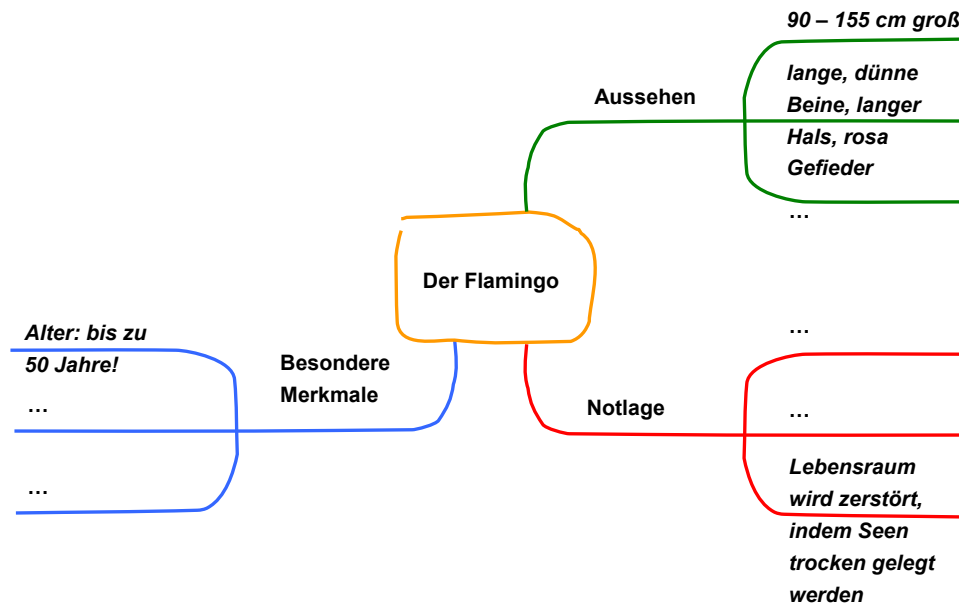 90 – 155 cm groß
Aussehen
lange, dünne
Beine, langer
Hals, rosa
Gefieder
…
Der Flamingo
Alter: bis zu
50 Jahre!
…
…
Besondere
Merkmale
Notlage
…
…
Lebensraum
wird zerstört,
indem Seen
trocken gelegt
werden